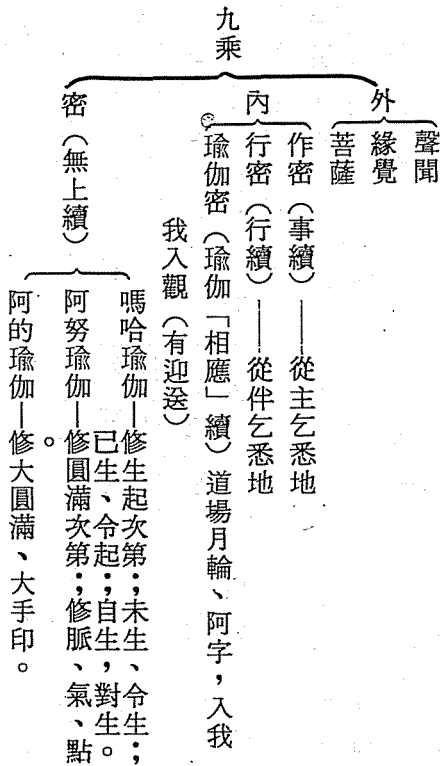 九乘
外
聲聞
緣覺
菩薩
內
作密（事續）——從主乞悉地
行密（行續）——從伴乞悉地
瑜伽密（瑜伽「相應」續）道場月輪、阿字，入我
我入觀（有迎送）
密（無上續）
嗎哈瑜伽—修生起次第；未生、令生；
已生、令起；自生，對生。
阿努瑜伽—修圓滿次第；修脈、氣、點
。
阿的瑜伽—修大圓滿、大手印。